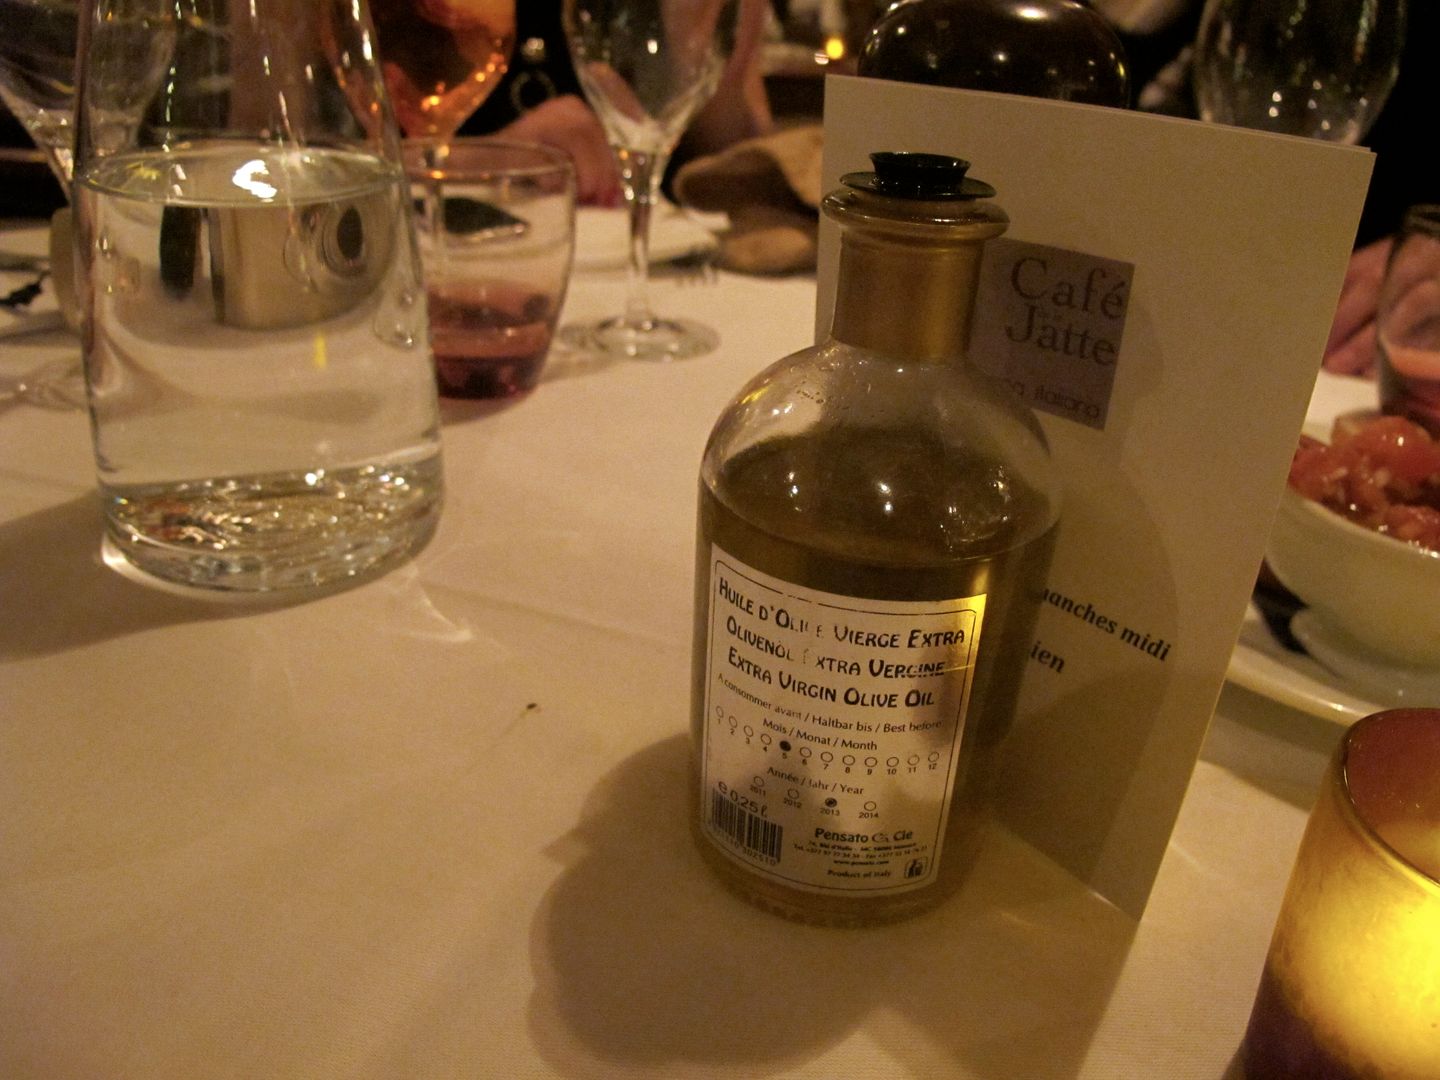 Café
Jatte
italiana
manches midi
ien
HUILE D'OLIVE VIERGE EXTRA
OLIVENÖL EXTRA VERGINE
EXTRA VIRGIN OLIVE OIL
A consommer avant / Haltbar bis / Best before
Mois / Monat / Month
1 2 3 4 5 6 7 8 9 10 11 12
Année / Jahr / Year
2011 2012 2013 2014
e 0,25 ℓ
Pensato & Cie
Product of Italy